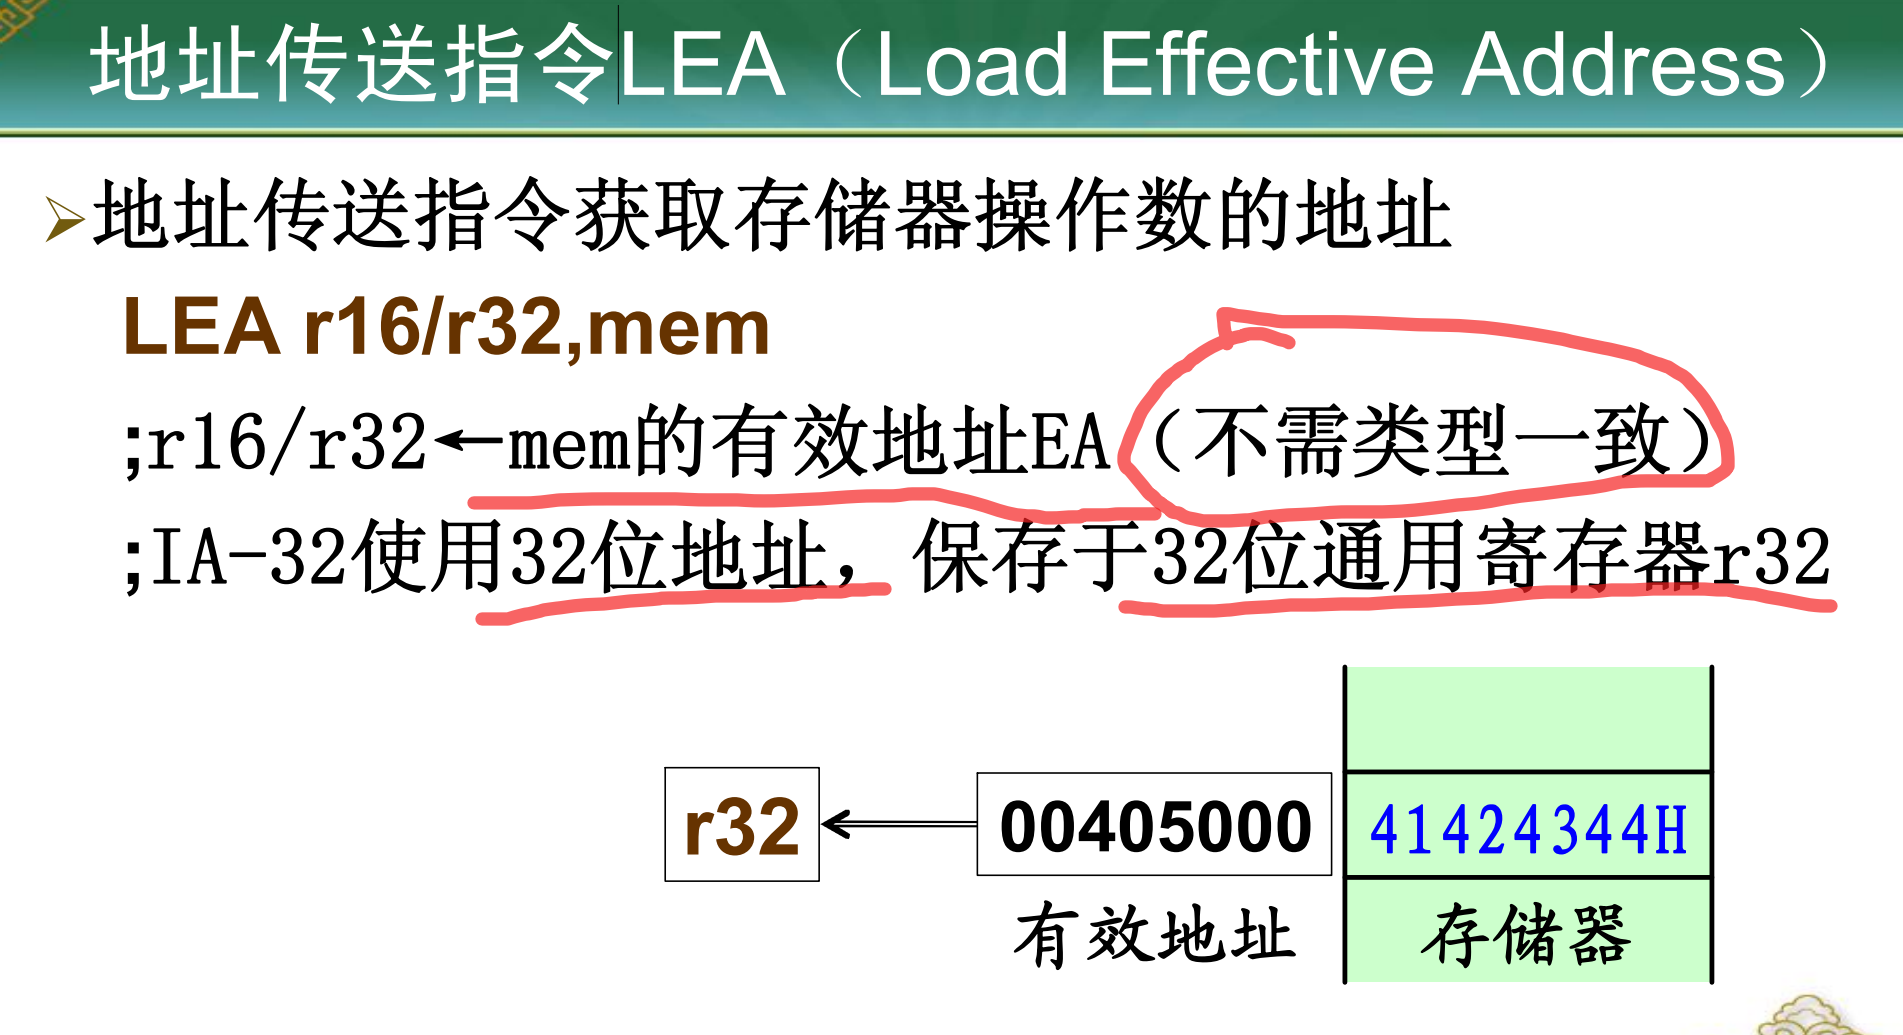 地址传送指令LEA（Load Effective Address）
地址传送指令获取存储器操作数的地址
LEA r16/r32,mem
;r16/r32←mem的有效地址EA（不需类型一致）
;IA-32使用32位地址，保存于32位通用寄存器r32
r32
00405000
41424344H
有效地址
存储器